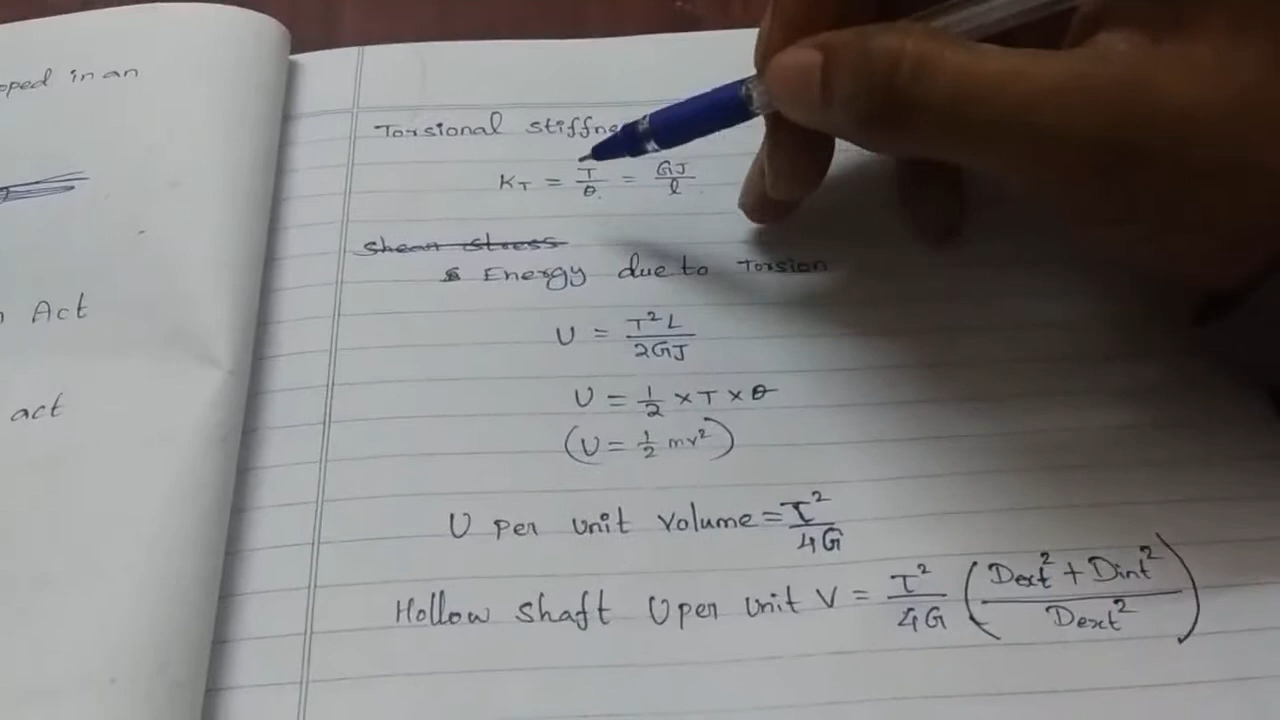 oped in an
Act
act
Torsional stiffne
K_T = T/θ = GJ/l
Shear stress
Energy due to Torsion
U = T²L/2GJ
U = 1/2 × T × θ
(U = 1/2 mv²)
U per unit volume = τ²/4G
Hollow shaft U per unit V = τ²/4G (Dext² + Dint²/Dext²)